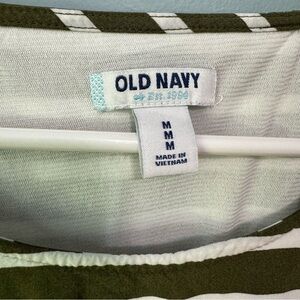 OLD NAVY
Est. 1994
M
M
M
MADE IN
VIETNAM